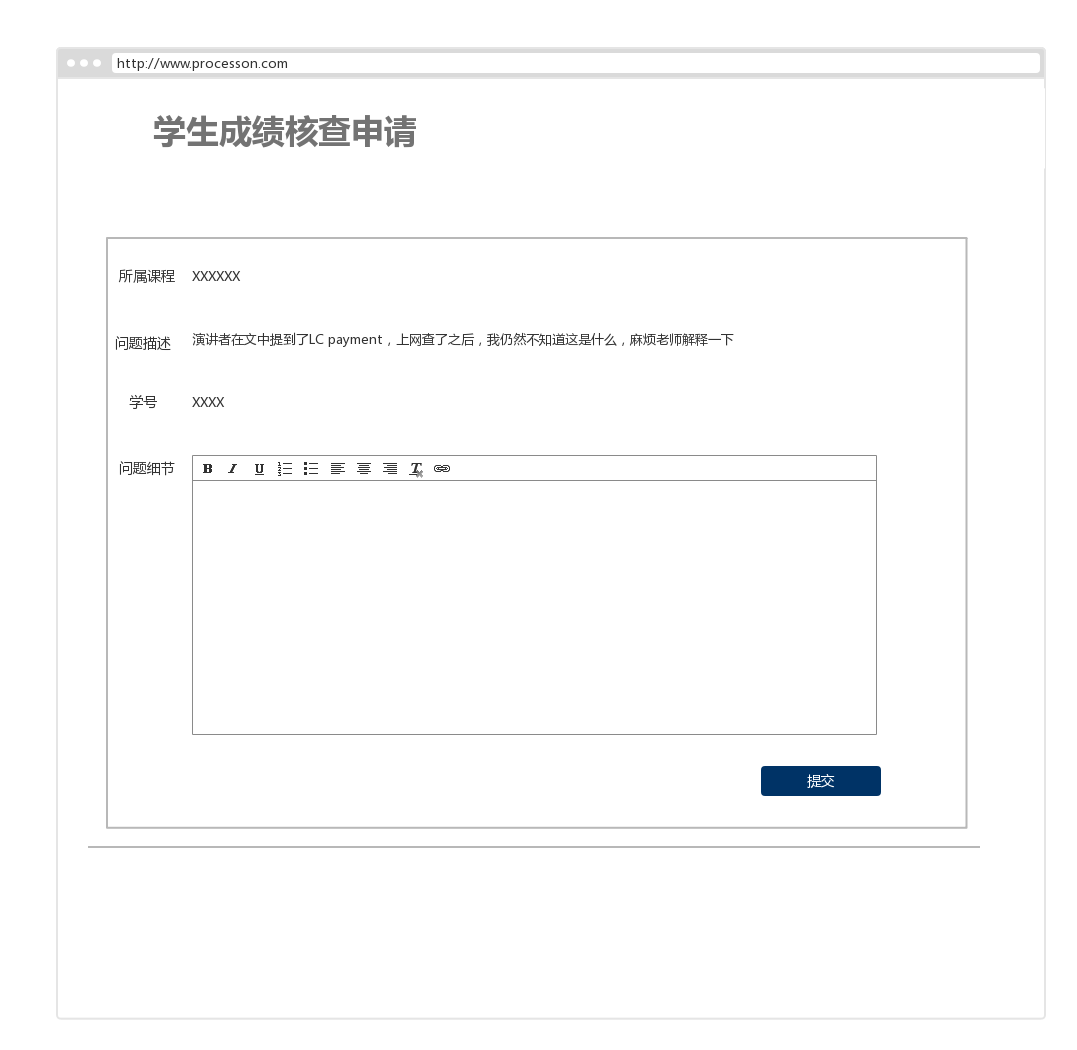 http://www.processon.com
学生成绩核查申请
所属课程 XXXXXX
问题描述 演讲者在文中提到了LC payment，上网查了之后，我仍然不知道这是什么，麻烦老师解释一下
学号 XXXX
问题细节 B I U T
提交